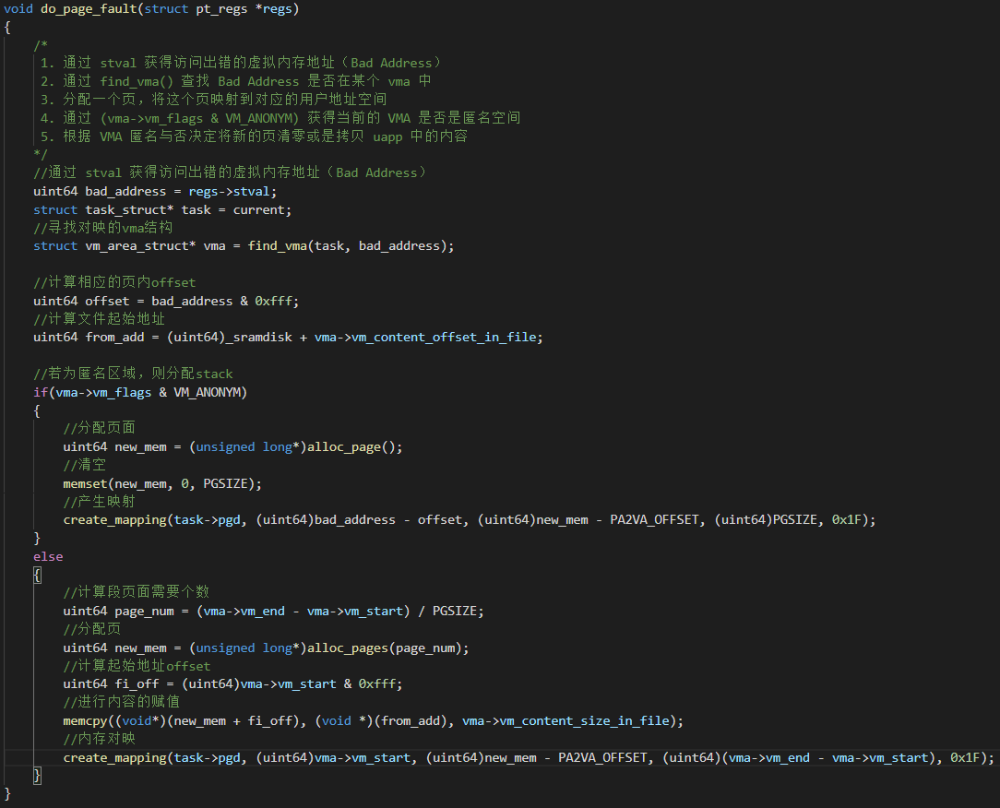 void do_page_fault(struct pt_regs *regs)
{
/*
1. 通过 stval 获得访问出错的虚拟内存地址（Bad Address）
2. 通过 find_vma() 查找 Bad Address 是否在某个 vma 中
3. 分配一个页，将这个页映射到对应的用户地址空间
4. 通过 (vma->vm_flags & VM_ANONYM) 获得当前的 VMA 是否是匿名空间
5. 根据 VMA 匿名与否决定将新的页清零或是拷贝 uapp 中的内容
*/
//通过 stval 获得访问出错的虚拟内存地址（Bad Address）
uint64 bad_address = regs->stval;
struct task_struct* task = current;
//寻找对映的vma结构
struct vm_area_struct* vma = find_vma(task, bad_address);
//计算相应的页内offset
uint64 offset = bad_address & 0xfff;
//计算文件起始地址
uint64 from_add = (uint64)_sramdisk + vma->vm_content_offset_in_file;
//若为匿名区域，则分配stack
if(vma->vm_flags & VM_ANONYM)
{
//分配页面
uint64 new_mem = (unsigned long*)alloc_page();
//清空
memset(new_mem, 0, PGSIZE);
//产生映射
create_mapping(task->pgd, (uint64)bad_address - offset, (uint64)new_mem - PA2VA_OFFSET, (uint64)PGSIZE, 0x1F);
}
else
{
//计算段页面需要个数
uint64 page_num = (vma->vm_end - vma->vm_start) / PGSIZE;
//分配页
uint64 new_mem = (unsigned long*)alloc_pages(page_num);
//计算起始地址offset
uint64 fi_off = (uint64)vma->vm_start & 0xfff;
//进行内容的赋值
memcpy((void*)(new_mem + fi_off), (void *)(from_add), vma->vm_content_size_in_file);
//内存对映
create_mapping(task->pgd, (uint64)vma->vm_start, (uint64)new_mem - PA2VA_OFFSET, (uint64)(vma->vm_end - vma->vm_start), 0x1F);
}
}